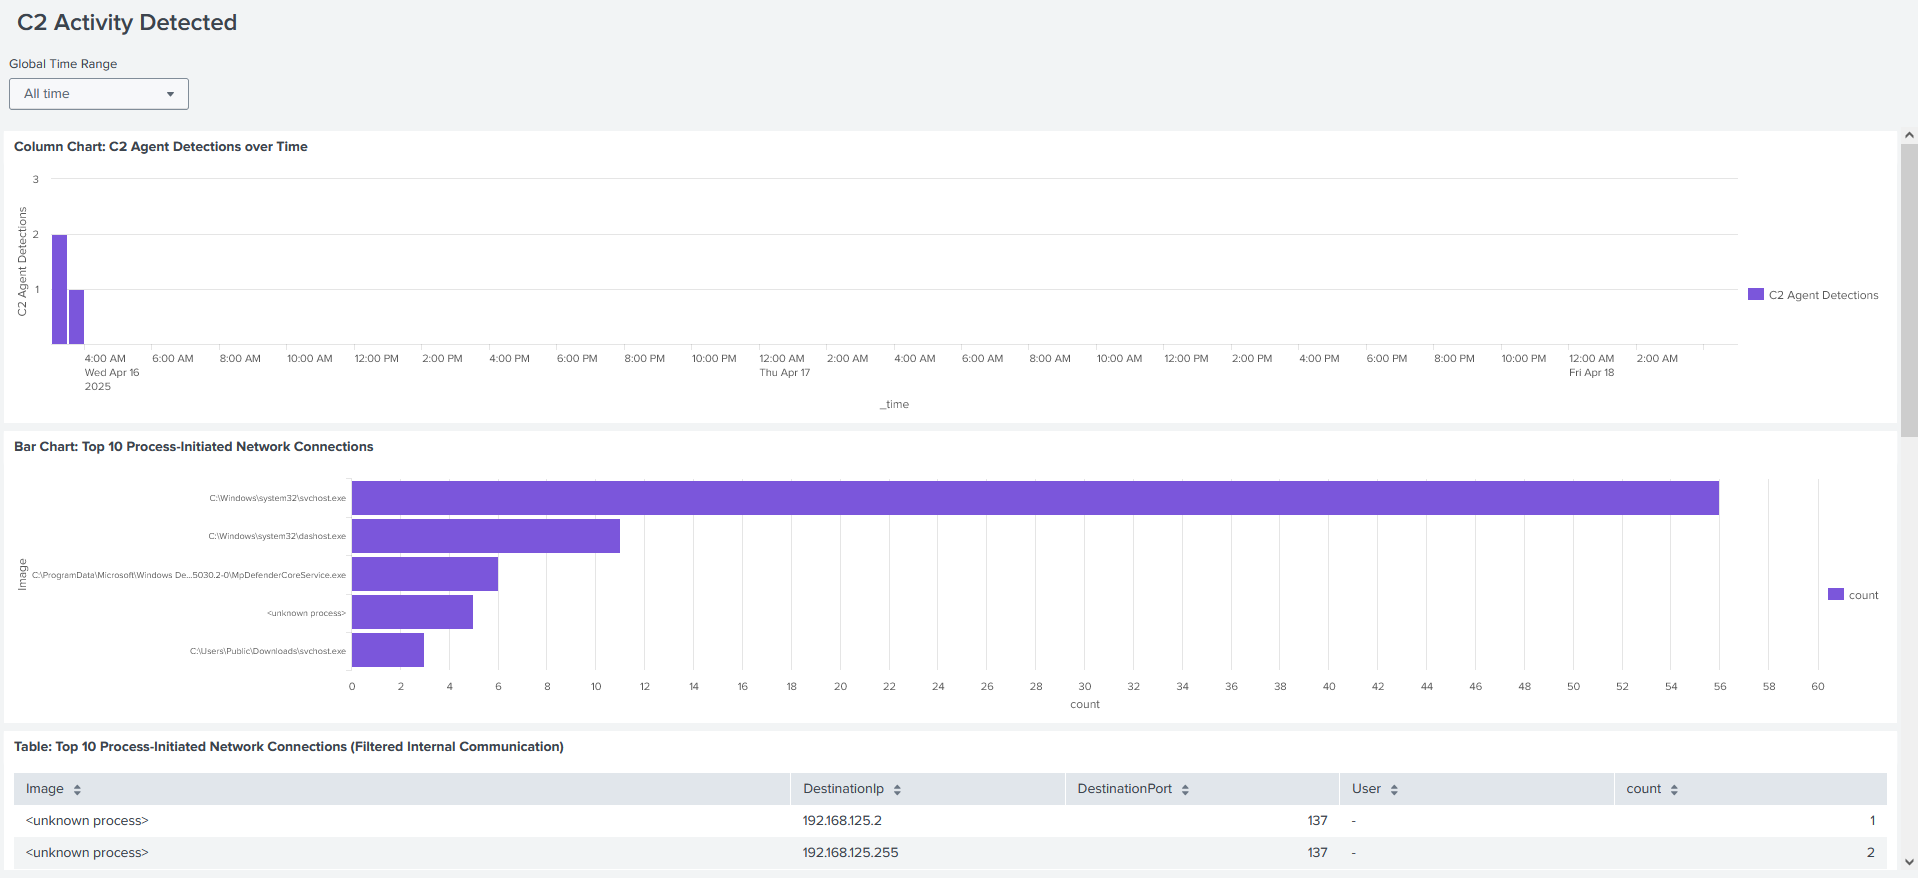 C2 Activity Detected
Global Time Range
All time
Column Chart: C2 Agent Detections over Time
3
2
1
C2 Agent Detections
4:00 AM 6:00 AM 8:00 AM 10:00 AM 12:00 PM 2:00 PM 4:00 PM 6:00 PM 8:00 PM 10:00 PM 12:00 AM 2:00 AM 4:00 AM 6:00 AM 8:00 AM 10:00 AM 12:00 PM 2:00 PM 4:00 PM 6:00 PM 8:00 PM 10:00 PM 12:00 AM 2:00 AM
Wed Apr 16 Thu Apr 17 Fri Apr 18
2025
_time
C2 Agent Detections
Bar Chart: Top 10 Process-Initiated Network Connections
Image
C:\Windows\system32\svchost.exe
C:\Windows\system32\dashost.exe
C:\ProgramData\Microsoft\Windows De...5030.2-0\MpDefenderCoreService.exe
<unknown process>
C:\Users\Public\Downloads\svchost.exe
0 2 4 6 8 10 12 14 16 18 20 22 24 26 28 30 32 34 36 38 40 42 44 46 48 50 52 54 56 58 60
count
count
Table: Top 10 Process-Initiated Network Connections (Filtered Internal Communication)
Image DestinationIp DestinationPort User count
<unknown process> 192.168.125.2 137 - 1
<unknown process> 192.168.125.255 137 - 2